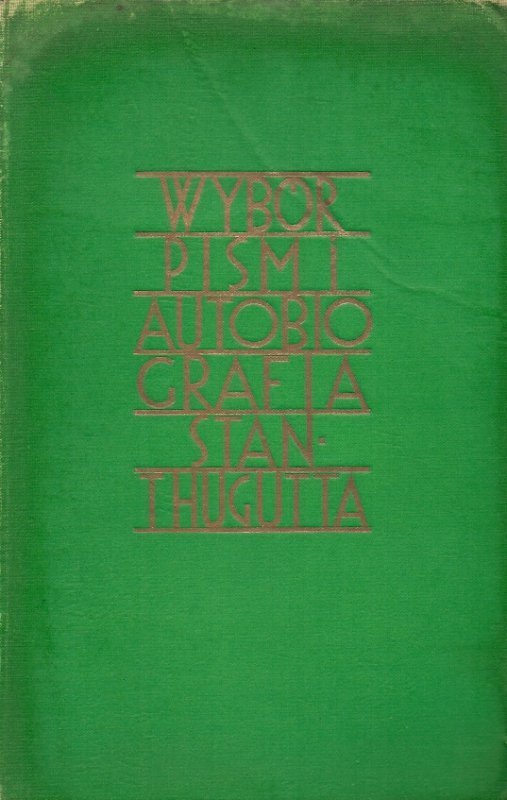 WYBÓR
PISM I
AUTOBIO
GRAFIA
STAN·
THUGUTTA